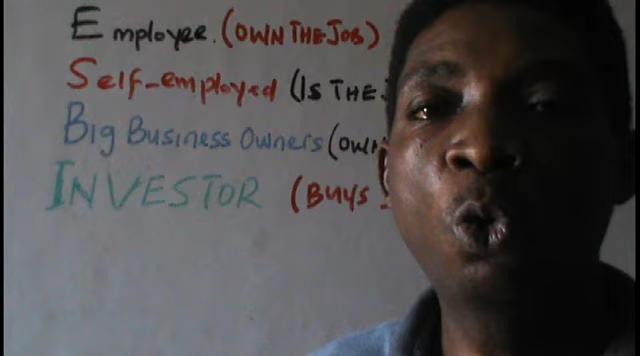 Employee. (OWN THE JOB)
Self-employed (IS THE
Big Business Owners (OWN
INVESTOR (BUYS